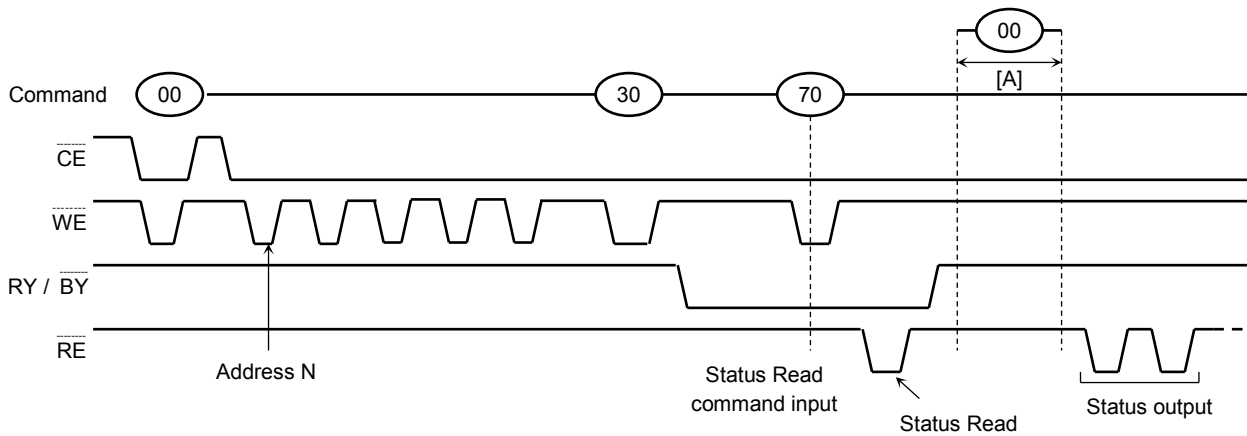 00
[A]
Command 00 30 70
CE
WE
RY / BY
RE
Address N
Status Read
command input
Status Read
Status output